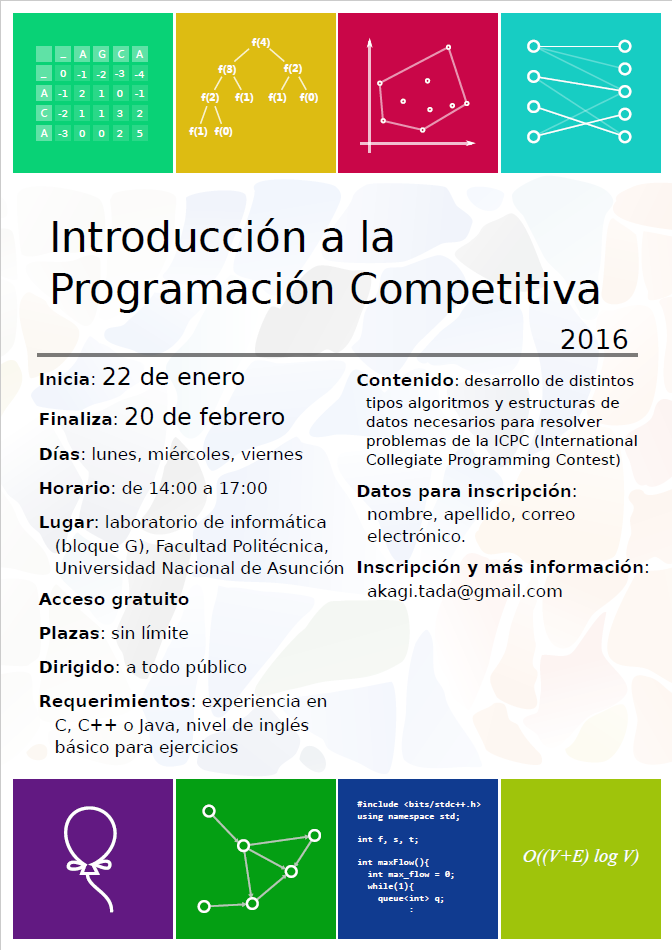 _ A G C A
_ 0 -1 -2 -3 -4
A -1 2 1 0 -1
C -2 1 1 3 2
A -3 0 0 2 5
f(4)
f(3) f(2)
f(2) f(1) f(1) f(0)
f(1) f(0)
Introducción a la
Programación Competitiva
2016
Inicia: 22 de enero
Finaliza: 20 de febrero
Días: lunes, miércoles, viernes
Horario: de 14:00 a 17:00
Lugar: laboratorio de informática
(bloque G), Facultad Politécnica,
Universidad Nacional de Asunción
Acceso gratuito
Plazas: sin límite
Dirigido: a todo público
Requerimientos: experiencia en
C, C++ o Java, nivel de inglés
básico para ejercicios
Contenido: desarrollo de distintos
tipos algoritmos y estructuras de
datos necesarios para resolver
problemas de la ICPC (International
Collegiate Programming Contest)
Datos para inscripción:
nombre, apellido, correo
electrónico.
Inscripción y más información:
akagi.tada@gmail.com
#include <bits/stdc++.h>
using namespace std;
int f, s, t;
int maxFlow(){
int max_flow = 0;
while(1){
queue<int> q;
:
O((V+E) log V)